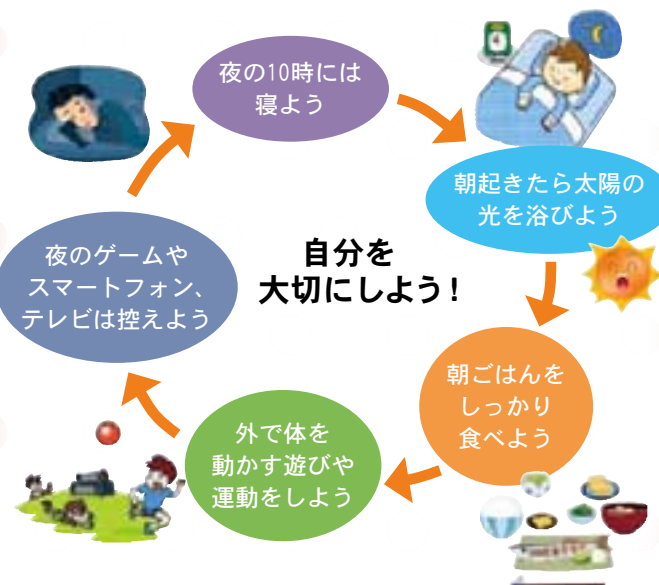 夜の10時には
寝よう
朝起きたら太陽の
光を浴びよう
自分を
大切にしよう！
夜のゲームや
スマートフォン、
テレビは控えよう
朝ごはんを
しっかり
食べよう
外で体を
動かす遊びや
運動をしよう